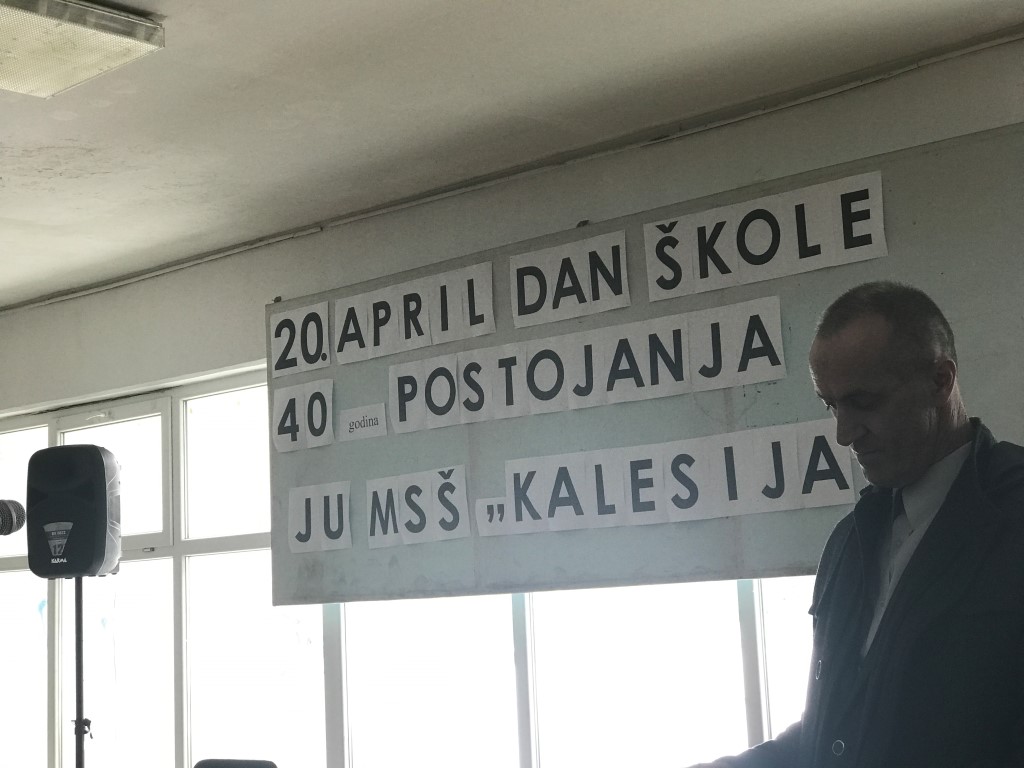 20. APRIL DAN ŠKOLE
40 godina POSTOJANJA
JU MSŠ „KALESIJA